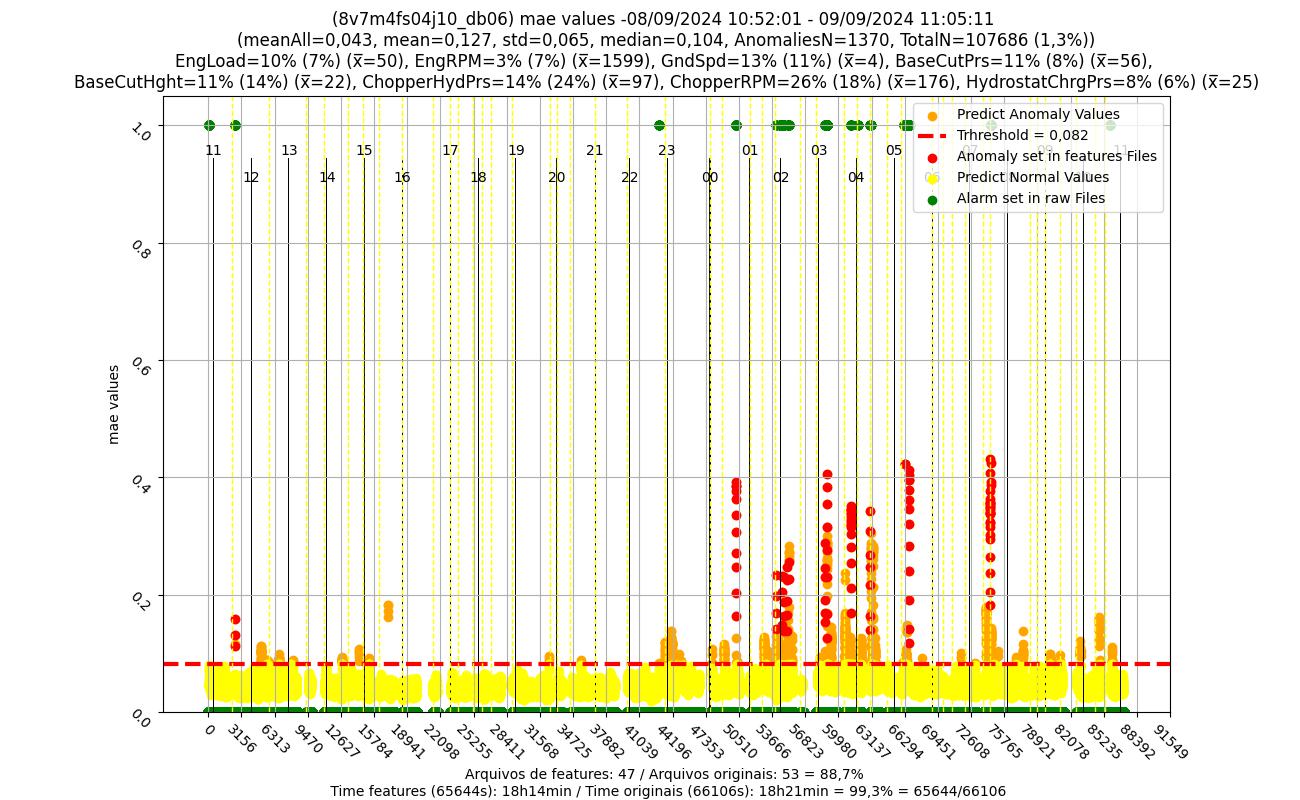 (8v7m4fs04j10_db06) mae values -08/09/2024 10:52:01 - 09/09/2024 11:05:11
(meanAll=0,043, mean=0,127, std=0,065, median=0,104, AnomaliesN=1370, TotalN=107686 (1,3%))
EngLoad=10% (7%) (x̅=50), EngRPM=3% (7%) (x̅=1599), GndSpd=13% (11%) (x̅=4), BaseCutPrs=11% (8%) (x̅=56),
BaseCutHght=11% (14%) (x̅=22), ChopperHydPrs=14% (24%) (x̅=97), ChopperRPM=26% (18%) (x̅=176), HydrostatChrgPrs=8% (6%) (x̅=25)
Predict Anomaly Values
Trhreshold = 0,082
Anomaly set in features Files
Predict Normal Values
Alarm set in raw Files
11 13 15 17 19 21 23 01 03 05 07 09 11
12 14 16 18 20 22 00 02 04
1.0
0.8
0.6
0.4
0.2
0.0
mae values
0 3156 6313 9470 12627 15784 18941 22098 25255 28411 31568 34725 37882 41039 44196 47353 50510 53666 56823 59980 63137 66294 69451 72608 75765 78921 82078 85235 88392 91549
Arquivos de features: 47 / Arquivos originais: 53 = 88,7%
Time features (65644s): 18h14min / Time originais (66106s): 18h21min = 99,3% = 65644/66106